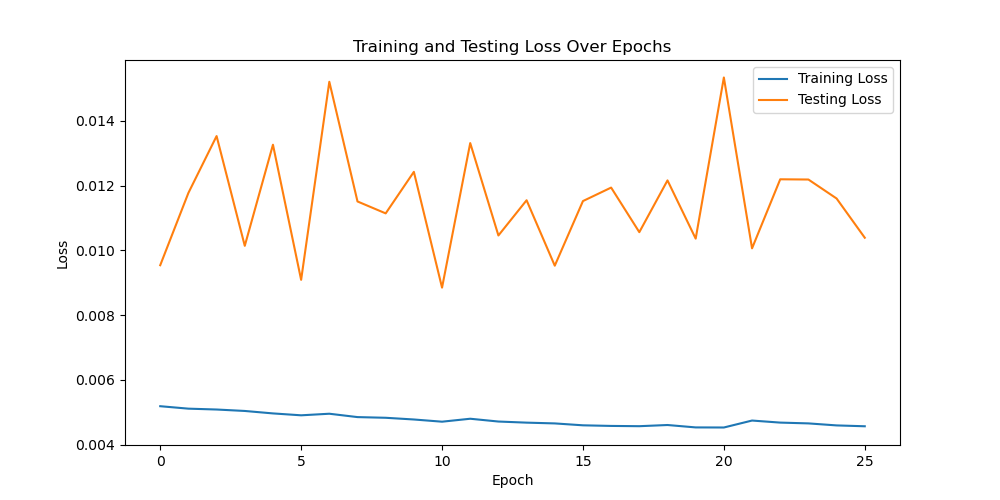 Training and Testing Loss Over Epochs
Training Loss
Testing Loss
0.014
0.012
0.010
0.008
0.006
0.004
Loss
0 5 10 15 20 25
Epoch